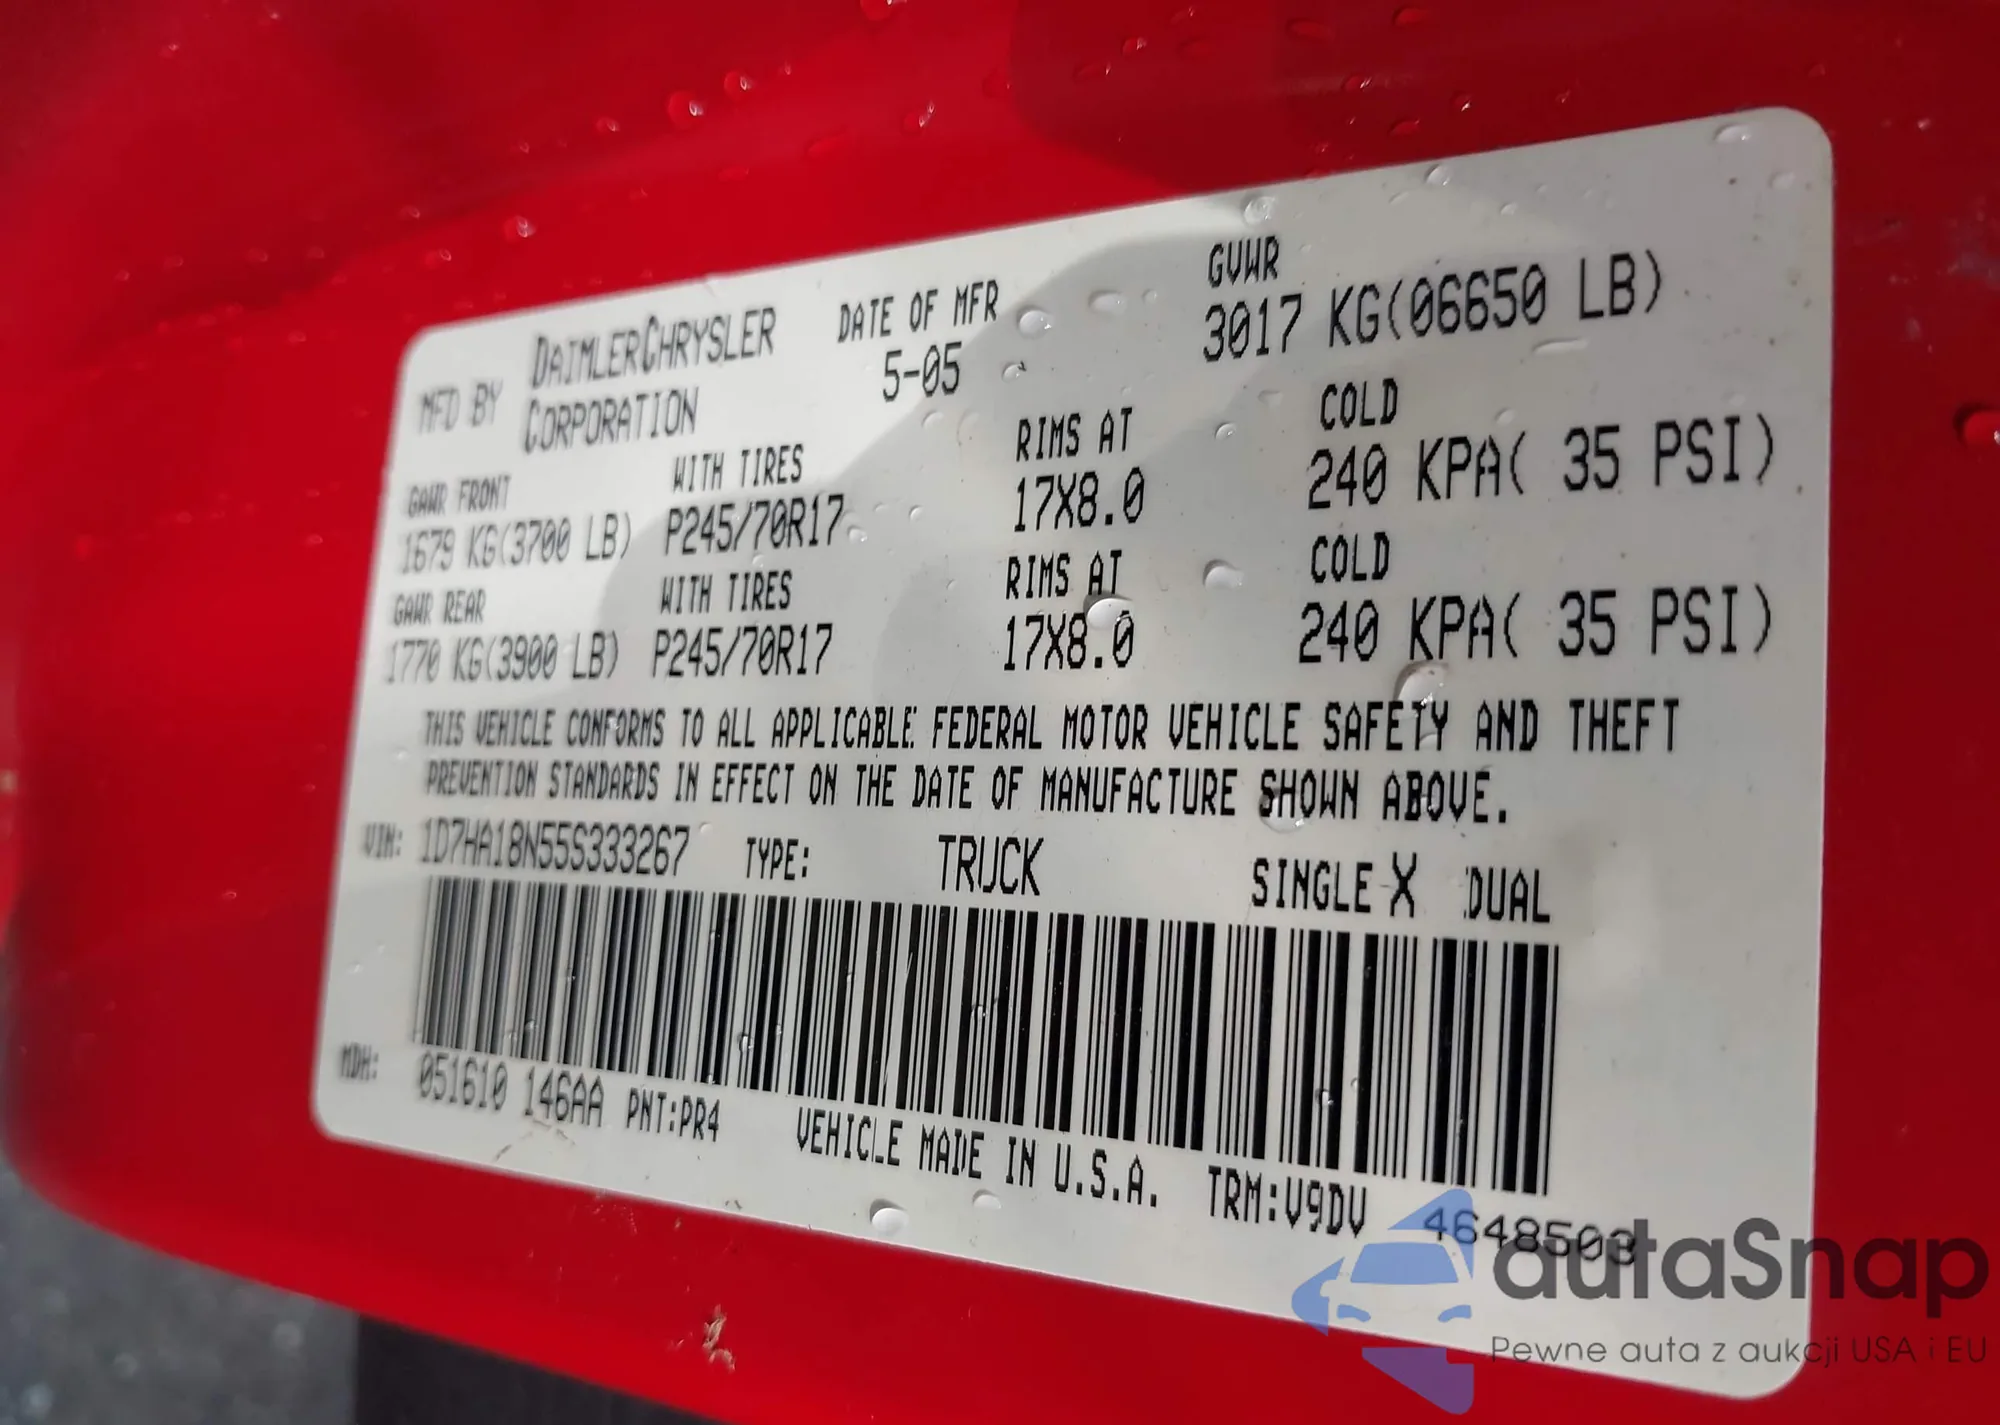 MFD BY DAIMLERCHRYSLER CORPORATION
DATE OF MFR
5-05
GVWR
3017 KG(06650 LB)
GAWR FRONT WITH TIRES RIMS AT COLD
1679 KG(3700 LB) P245/70R17 17X8.0 240 KPA( 35 PSI)
GAWR REAR WITH TIRES RIMS AT COLD
1770 KG(3900 LB) P245/70R17 17X8.0 240 KPA( 35 PSI)
THIS VEHICLE CONFORMS TO ALL APPLICABLE FEDERAL MOTOR VEHICLE SAFETY AND THEFT
PREVENTION STANDARDS IN EFFECT ON THE DATE OF MANUFACTURE SHOWN ABOVE.
VIN: 1D7HA18N55S333267 TYPE: TRUCK SINGLE X DUAL
MDH: 051610 146AA PNT:PR4 VEHICLE MADE IN U.S.A. TRM:V9DV 4648503
autaSnap
Pewne auta z aukcji USA i EU